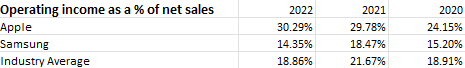 Operating income as a % of net sales 2022 2021 2020
Apple 30.29% 29.78% 24.15%
Samsung 14.35% 18.47% 15.20%
Industry Average 18.86% 21.67% 18.91%